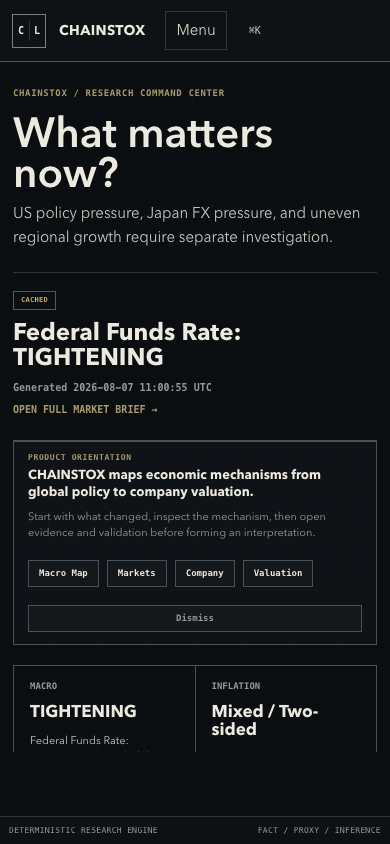 C L CHAINSTOX Menu ⌘K
CHAINSTOX / RESEARCH COMMAND CENTER
What matters
now?
US policy pressure, Japan FX pressure, and uneven
regional growth require separate investigation.
CACHED
Federal Funds Rate:
TIGHTENING
Generated 2026-08-07 11:00:55 UTC
OPEN FULL MARKET BRIEF →
PRODUCT ORIENTATION
CHAINSTOX maps economic mechanisms from
global policy to company valuation.
Start with what changed, inspect the mechanism, then open
evidence and validation before forming an interpretation.
Macro Map Markets Company Valuation
Dismiss
MACRO
TIGHTENING
Federal Funds Rate:
INFLATION
Mixed / Two-
sided
DETERMINISTIC RESEARCH ENGINE FACT / PROXY / INFERENCE